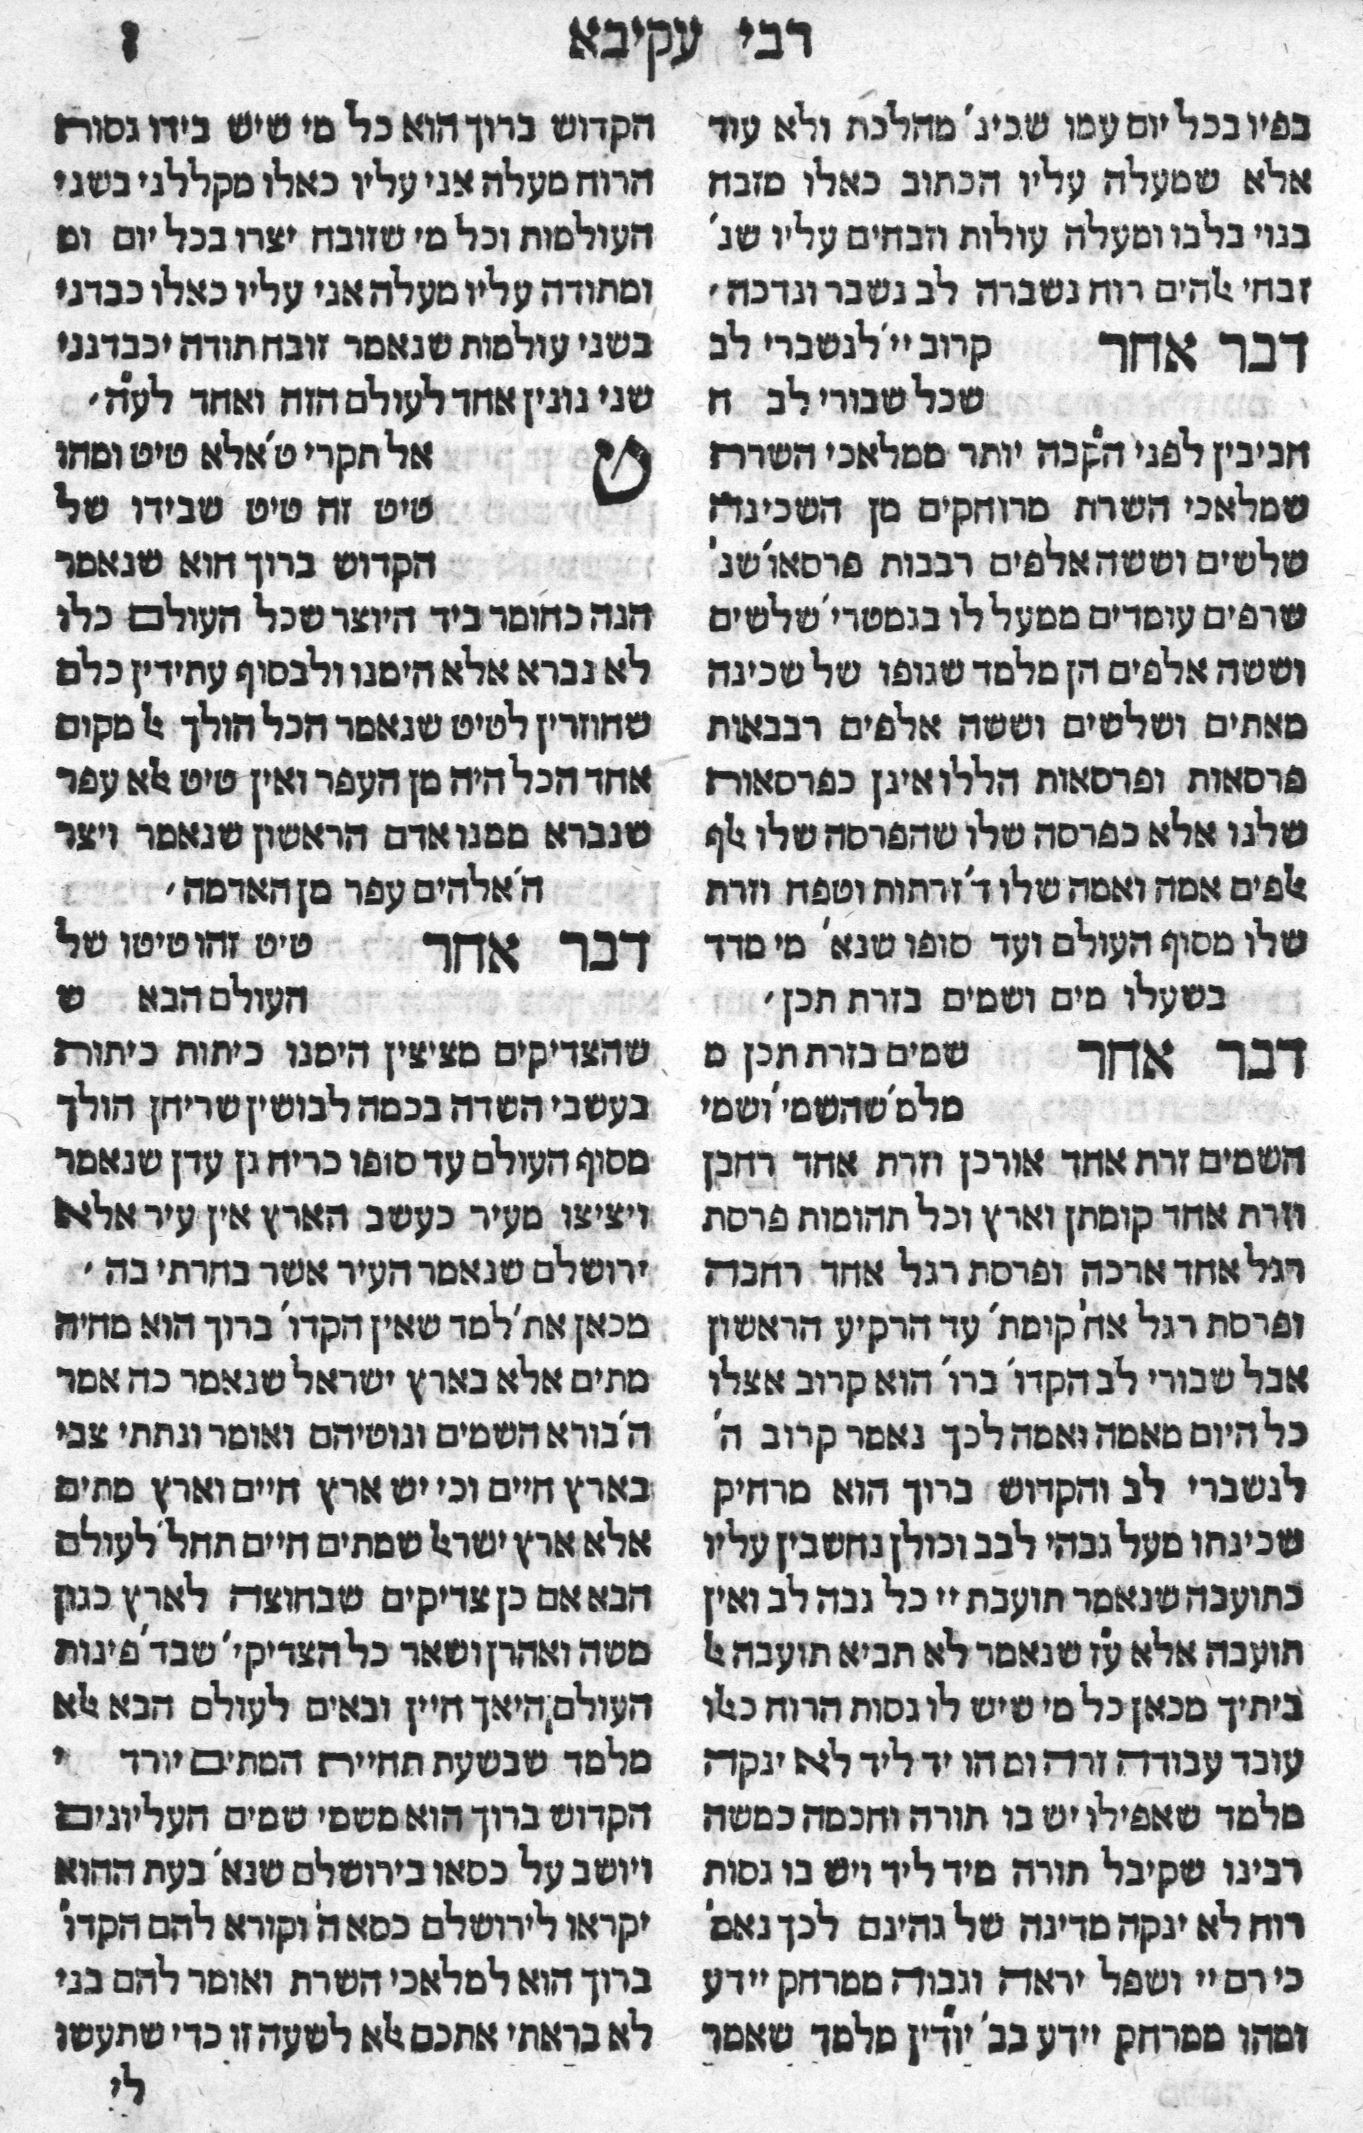 רבי עקיבא
בפיו בכל יום עמו שבינ׳ מהלכת ולא עוד
אלא שמעלה עליו הכתוב כאלו מזבח
בנוי בלבו ומעלה עולות וזבחים עליו שנ׳
זבחי ﭏהים רוח נשברה לב נשבר ונדכה׳
דבר אחר קרוב יי׳ לנשברי לב
שכל שבורי לב ח
חביבין לפני הקבה יותר ממלאכי השרת
שמלאכי השרת מרוחקים מן השכינה
שלשים וששה אלפים רבבות פרסאו׳ שנ׳
שרפים עומדים ממעל לו בגמטרי׳ שלשים
וששה אלפים הן מלמד שגופו של שכינה
מאתים ושלשים וששה אלפים רבבאות
פרסאות ופרסאות הללו אינן כפרסאות
שלנו אלא כפרסה שלו שהפרסה שלו ﭏף
ﭏפים אמה ואמה שלו ד׳ זרתות וטפח וזרת
שלו מסוף העולם ועד סופו שנא׳ מי מדד
בשעלו מים ושמים בזרת תכן׳
דבר אחר שמים בזרת תכן מ
מלמ׳ שהשמי׳ ושמי
השמים זרת אחד אורכן וזרת אחד רחבן
וזרת אחד קומתן וארץ וכל תהומות פרסת
רגל אחד ארכה ופרסת רגל אחד רחבה
ופרסת רגל אח׳ קומת׳ עד הרקיע הראשון
אבל שבורי לב הקדו׳ ברו׳ הוא קרוב אצלו
כל היום מאמה ואמה לכך נאמר קרוב ה׳
לנשברי לב והקדוש ברוך הוא מרחיק
שכינתו מעל גבהי לבב וכולן נחשבין עליו
כתועבה שנאמר תועבת יי כל גבה לב ואין
תועבה אלא עז שנאמר לא תביא תועבה ﭏ
ביתיך מכאן כל מי שיש לו גסות הרוח כﭏו
עובד עבודה זרה ומהו יד ליד לא ינקה
מלמד שאפילו יש בו תורה וחכמה כמשה
רבינו שקיבל תורה מיד ליד ויש בו גסות
רוח לא ינקה מדינה של גהינם לכך נאמ׳
כי רם יי ושפל יראה וגבוה ממרחק יידע
ומהו ממרחק יידע בב׳ יודין מלמד שאמר
הקדוש ברוך הוא כל מי שיש בידו גסות
הרוח מעלה אני עליו כאלו מקללני בשני
העולמות וכל מי שזובח יצרו בכל יום ומ
ומתודה עליו מעלה אני עליו כאלו כבדני
בשני עולמות שנאמר זובח תודה יכבדנני
שני נונין אחד לעולם הזה ואחד לעה׳
ט אל תקרי ט׳ אלא טיט ומהו
טיט זה טיט שבידו של
הקדוש ברוך הוא שנאמר
הנה כחומר ביד היוצר שכל העולם כלו
לא נברא אלא הימנו ולבסוף עתידין כלם
שחוזרין לטיט שנאמר הכל הולך ﭏ מקום
אחד הכל היה מן העפר ואין טיט ﭏא עפר
שנברא ממנו אדם הראשון שנאמר ויצר
ה׳ אלהים עפר מן האדמה׳
דבר אחר טיט זהו טיטו של
העולם הבא ש
שהצדיקים מציצין הימנו כיתות כיתות
בעשבי השדה בכמה לבושין שריחן הולך
מסוף העולם עד סופו כריח גן עדן שנאמר
ויציצו מעיר כעשב הארץ אין עיר אלא
ירושלם שנאמר העיר אשר בחרתי בה׳
מכאן את׳ למד שאין הקדו׳ ברוך הוא מחיה
מתים אלא בארץ ישראל שנאמר כה אמר
ה׳ בורא השמים ונוטיהם ואומר ונתתי צבי
בארץ חיים וכי יש ארץ חיים וארץ מתים
אלא ארץ ישרﭏ שמתים חיים תחל׳ לעולם
הבא אם כן צדיקים שבחוצה לארץ כגון
משה ואהרן ושאר כל הצדיקי׳ שבד׳ פינות
העולם היאך חיין ובאים לעולם הבא ﭏא
מלמד שבשעת תחיית המתים יורד י
הקדוש ברוך הוא משמי שמים העליונים
ויושב על כסאו בירושלם שנא׳ בעת ההוא
יקראו לירושלם כסא ה׳ וקורא להם הקדו׳
ברוך הוא למלאכי השרת ואומר להם בני
לא בראתי אתכם ﭏא לשעה זו כדי שתעשו
לי